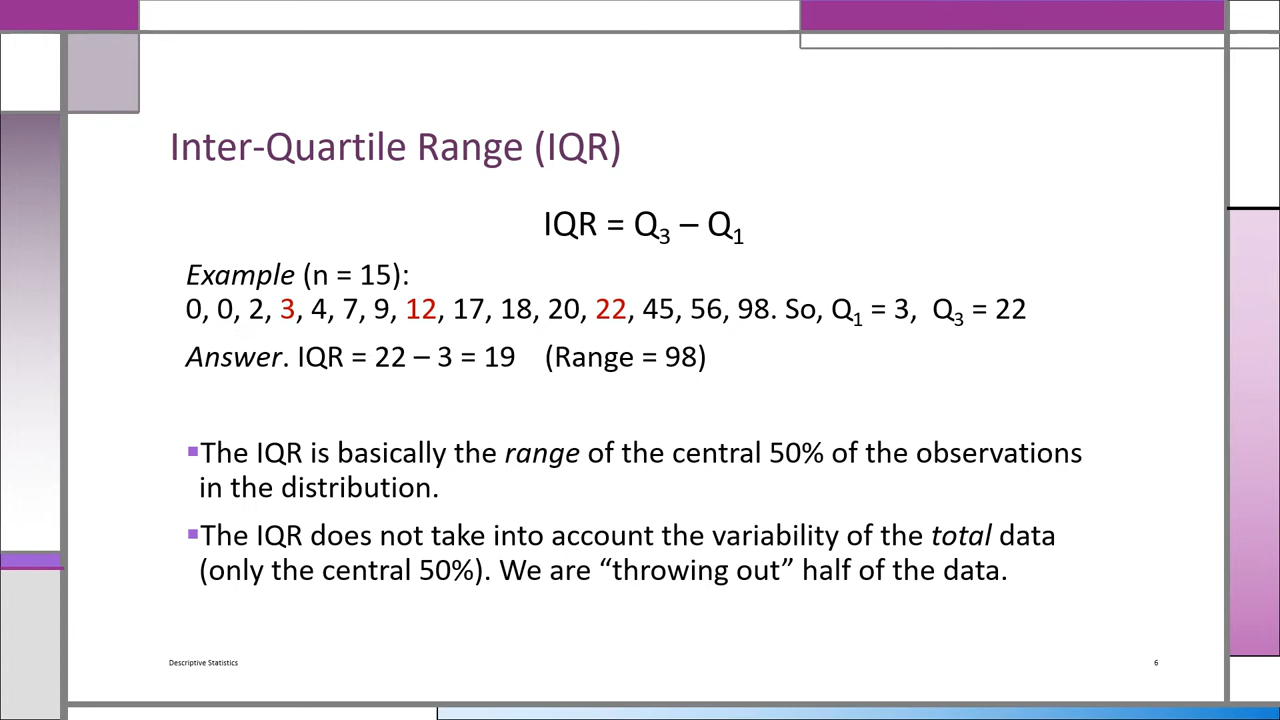 Inter-Quartile Range (IQR)
IQR = Q₃ – Q₁
Example (n = 15):
0, 0, 2, 3, 4, 7, 9, 12, 17, 18, 20, 22, 45, 56, 98. So, Q₁ = 3, Q₃ = 22
Answer. IQR = 22 – 3 = 19 (Range = 98)
▪The IQR is basically the range of the central 50% of the observations
in the distribution.
▪The IQR does not take into account the variability of the total data
(only the central 50%). We are “throwing out” half of the data.
Descriptive Statistics
6